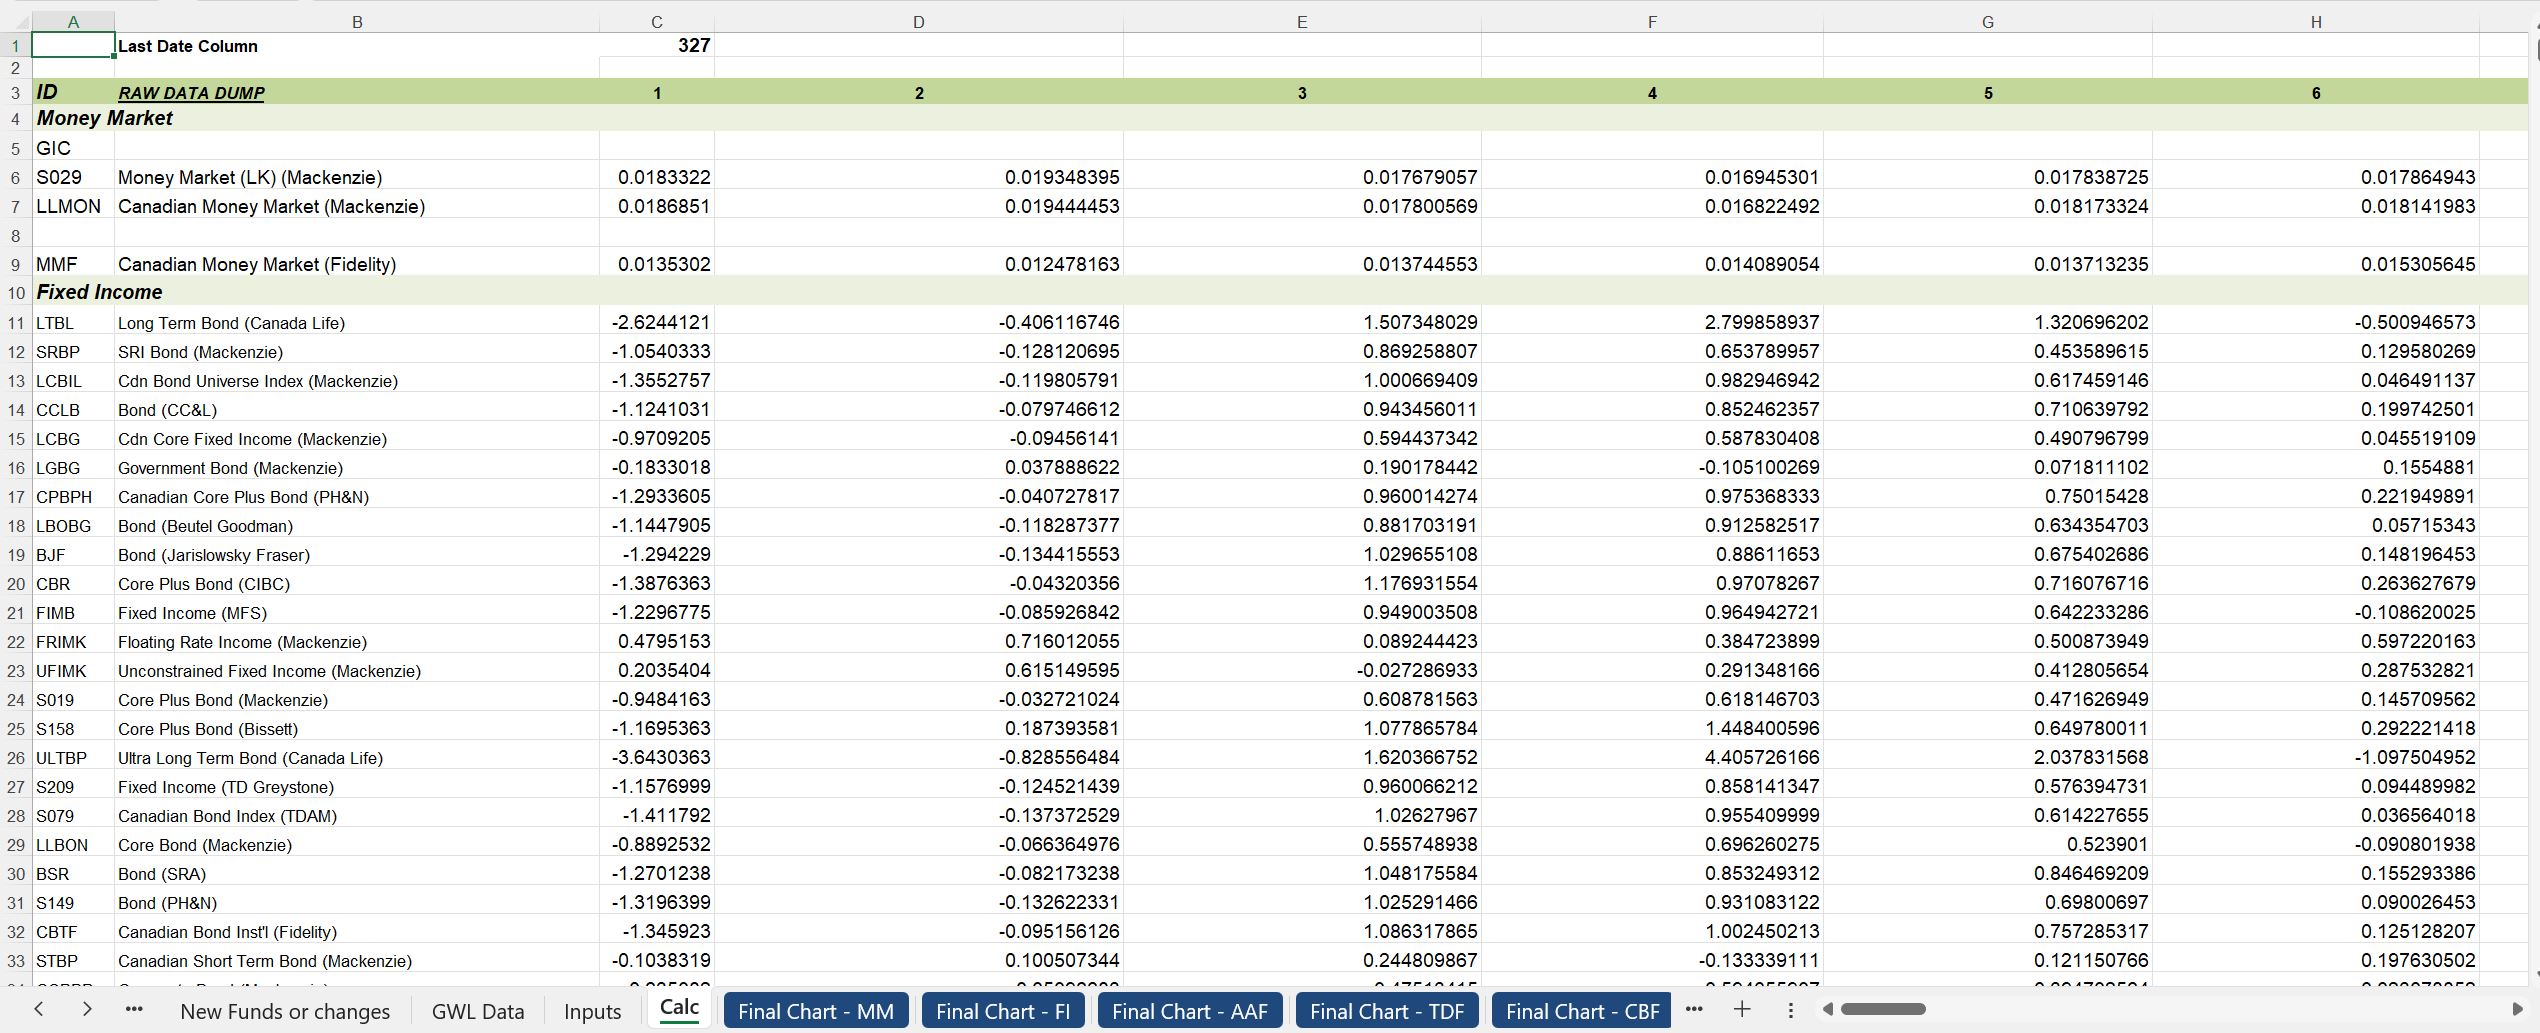 A B C D E F G H
1 Last Date Column 327
2
3 ID RAW DATA DUMP 1 2 3 4 5 6
4 Money Market
5 GIC
6 S029 Money Market (LK) (Mackenzie) 0.0183322 0.019348395 0.017679057 0.016945301 0.017838725 0.017864943
7 LLMON Canadian Money Market (Mackenzie) 0.0186851 0.019444453 0.017800569 0.016822492 0.018173324 0.018141983
8
9 MMF Canadian Money Market (Fidelity) 0.0135302 0.012478163 0.013744553 0.014089054 0.013713235 0.015305645
10 Fixed Income
11 LTBL Long Term Bond (Canada Life) -2.6244121 -0.406116746 1.507348029 2.799858937 1.320696202 -0.500946573
12 SRBP SRI Bond (Mackenzie) -1.0540333 -0.128120695 0.869258807 0.653789957 0.453589615 0.129580269
13 LCBIL Cdn Bond Universe Index (Mackenzie) -1.3552757 -0.119805791 1.000669409 0.982946942 0.617459146 0.046491137
14 CCLB Bond (CC&L) -1.1241031 -0.079746612 0.943456011 0.852462357 0.710639792 0.199742501
15 LCBG Cdn Core Fixed Income (Mackenzie) -0.9709205 -0.09456141 0.594437342 0.587830408 0.490796799 0.045519109
16 LGBG Government Bond (Mackenzie) -0.1833018 0.037888622 0.190178442 -0.105100269 0.071811102 0.1554881
17 CPBPH Canadian Core Plus Bond (PH&N) -1.2933605 -0.040727817 0.960014274 0.975368333 0.75015428 0.221949891
18 LBOBG Bond (Beutel Goodman) -1.1447905 -0.118287377 0.881703191 0.912582517 0.634354703 0.05715343
19 BJF Bond (Jarislowsky Fraser) -1.294229 -0.134415553 1.029655108 0.88611653 0.675402686 0.148196453
20 CBR Core Plus Bond (CIBC) -1.3876363 -0.04320356 1.176931554 0.97078267 0.716076716 0.263627679
21 FIMB Fixed Income (MFS) -1.2296775 -0.085926842 0.949003508 0.964942721 0.642233286 -0.108620025
22 FRIMK Floating Rate Income (Mackenzie) 0.4795153 0.716012055 0.089244423 0.384723899 0.500873949 0.597220163
23 UFIMK Unconstrained Fixed Income (Mackenzie) 0.2035404 0.615149595 -0.027286933 0.291348166 0.412805654 0.287532821
24 S019 Core Plus Bond (Mackenzie) -0.9484163 -0.032721024 0.608781563 0.618146703 0.471626949 0.145709562
25 S158 Core Plus Bond (Bissett) -1.1695363 0.187393581 1.077865784 1.448400596 0.649780011 0.292221418
26 ULTBP Ultra Long Term Bond (Canada Life) -3.6430363 -0.828556484 1.620366752 4.405726166 2.037831568 -1.097504952
27 S209 Fixed Income (TD Greystone) -1.1576999 -0.124521439 0.960066212 0.858141347 0.576394731 0.094489982
28 S079 Canadian Bond Index (TDAM) -1.411792 -0.137372529 1.02627967 0.955409999 0.614227655 0.036564018
29 LLBON Core Bond (Mackenzie) -0.8892532 -0.066364976 0.555748938 0.696260275 0.523901 -0.090801938
30 BSR Bond (SRA) -1.2701238 -0.082173238 1.048175584 0.853249312 0.846469209 0.155293386
31 S149 Bond (PH&N) -1.3196399 -0.132622331 1.025291466 0.931083122 0.69800697 0.090026453
32 CBTF Canadian Bond Inst'l (Fidelity) -1.345923 -0.095156126 1.086317865 1.002450213 0.757285317 0.125128207
33 STBP Canadian Short Term Bond (Mackenzie) -0.1038319 0.100507344 0.244809867 -0.133339111 0.121150766 0.197630502
New Funds or changes GWL Data Inputs Calc Final Chart - MM Final Chart - FI Final Chart - AAF Final Chart - TDF Final Chart - CBF